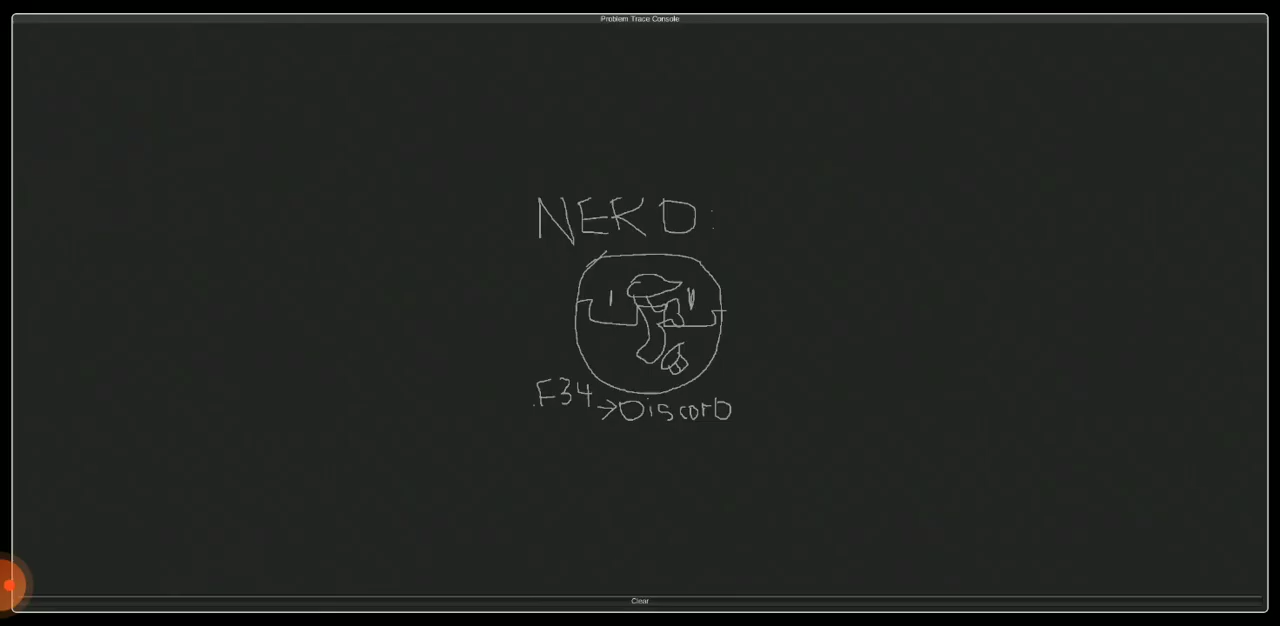 Problem Trace Console
NERD:
.F34
→Discord
Clear